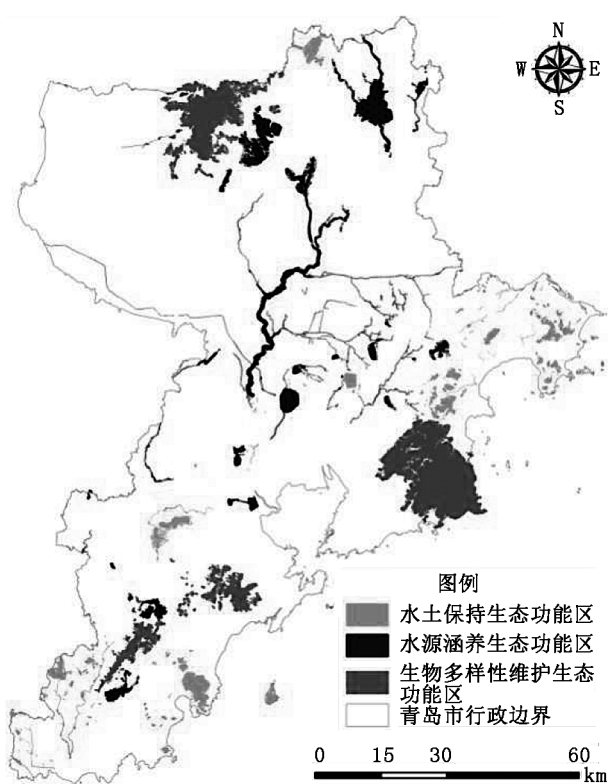 N
W E
S
图例
水土保持生态功能区
水源涵养生态功能区
生物多样性维护生态
功能区
青岛市行政边界
0 15 30 60
km